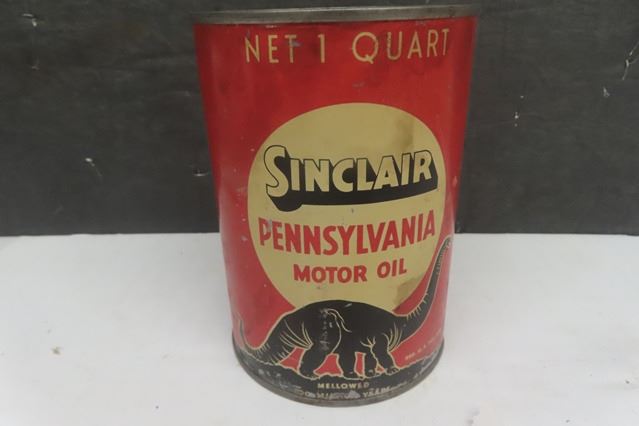 NET 1 QUART
SINCLAIR
PENNSYLVANIA
MOTOR OIL
MELLOWED